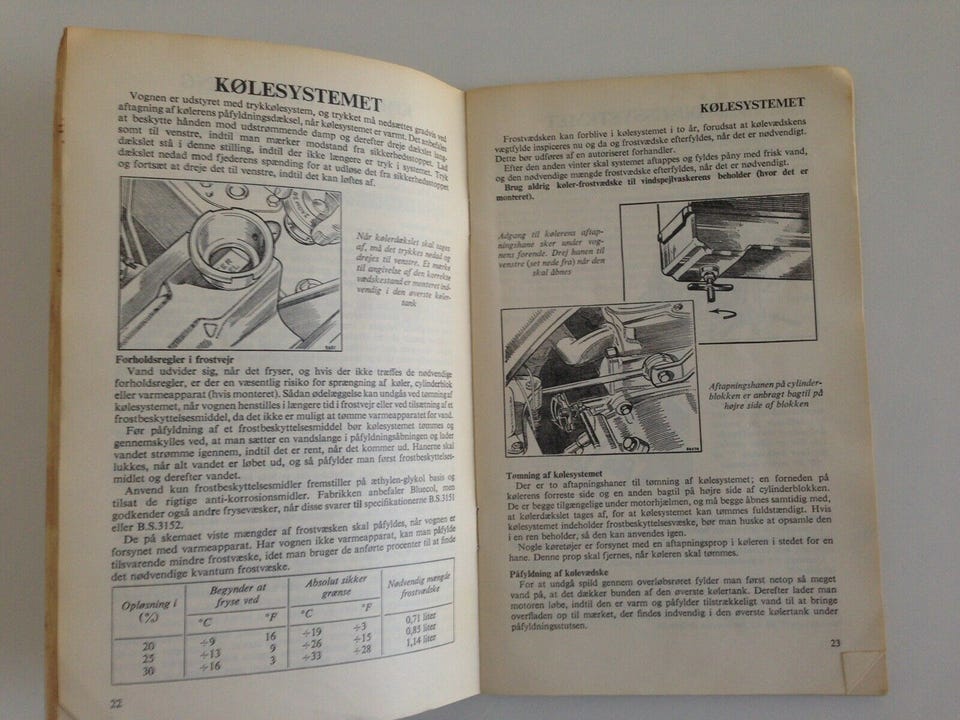 KØLESYSTEMET
Vognen er udstyret med trykkølesystem, og trykket må nedsættes gradvis ved
aftagning af kølerens påfyldningsdæksel, når kølesystemet er varmt. Det anbefales
at beskytte hånden mod udstrømmende damp og derefter dreje dækslet lang-
somt til venstre, indtil man mærker modstand fra sikkerhedsstoppet. Lad
dækslet stå i denne stilling, indtil der ikke længere er tryk i systemet. Tryk
dækslet nedad mod fjederens spænding for at udløse det fra sikkerhedsstoppet
og fortsæt at dreje det til venstre, indtil det kan løftes af.
Når kølerdækslet skal tages
af, må det trykkes nedad og
drejes til venstre. Et mærke
til angivelse af den korrekte
vædskestand er monteret ind-
vendig i den øverste køler-
tank
Forholdsregler i frostvejr
Vand udvider sig, når det fryser, og hvis der ikke træffes de nødvendige
forholdsregler, er der en væsentlig risiko for sprængning af køler, cylinderblok
eller varmeapparat (hvis monteret). Sådan ødelæggelse kan undgås ved tømning af
kølesystemet, når vognen henstilles i længere tid i frostvejr eller ved tilsætning af et
frostbeskyttelsesmiddel, da det ikke er muligt at tømme varmeapparatet for vand.
Før påfyldning af et frostbeskyttelsesmiddel bør kølesystemet tømmes og
gennemskylles ved, at man sætter en vandslange i påfyldningsåbningen og lader
vandet strømme igennem, indtil det er rent, når det kommer ud. Hanerne skal
lukkes, når alt vandet er løbet ud, og så påfylder man først frostbeskyttelses-
midlet og derefter vandet.
Anvend kun frostbeskyttelsesmidler fremstiller på æthylen-glykol basis og
tilsat de rigtige anti-korrosionsmidler. Fabrikken anbefaler Bluecol, men
godkender også andre frysevæsker, når disse svarer til specifikationerne B.S.3151
eller B.S.3152.
De på skemaet viste mængder af frostvæsken skal påfyldes, når vognen er
forsynet med varmeapparat. Har vognen ikke varmeapparat, kan man påfylde
tilsvarende mindre frostvæske, idet man bruger de anførte procenter til at finde
det nødvendige kvantum frostvæske.
Opløsning i (%) Begynder at fryse ved Absolut sikker grænse Nødvendig mængde frostvædske
°C °F °C °F
20 ÷9 16 ÷19 ÷3 0,71 liter
25 ÷13 9 ÷26 ÷15 0,85 liter
30 ÷16 3 ÷33 ÷28 1,14 liter
22
KØLESYSTEMET
Frostvædsken kan forblive i kølesystemet i to år, forudsat at kølevædskens
vægtfylde inspiceres nu og da og frostvædske efterfyldes, når det er nødvendigt.
Dette bør udføres af en autoriseret forhandler.
Efter den anden vinter skal systemet aftappes og fyldes påny med frisk vand,
og den nødvendige mængde frostvædske efterfyldes, når det er nødvendigt.
Brug aldrig køler-frostvædske til vindspejlvaskerens beholder (hvor det er
monteret).
Adgang til kølerens aftap-
ningshane sker under vog-
nens forende. Drej hanen til
venstre (set nede fra) når den
skal åbnes
Aftapningshanen på cylinder-
blokken er anbragt bagtil på
højre side af blokken
Tømning af kølesystemet
Der er to aftapningshaner til tømning af kølesystemet; en forneden på
kølerens forreste side og en anden bagtil på højre side af cylinderblokken.
De er begge tilgængelige under motorhjelmen, og må begge åbnes samtidig med,
at kølerdækslet tages af, for at kølesystemet kan tømmes fuldstændigt. Hvis
kølesystemet indeholder frostbeskyttelsesvæske, bør man huske at opsamle den
i en ren beholder, så den kan anvendes igen.
Nogle køretøjer er forsynet med en aftapningsprop i køleren i stedet for en
hane. Denne prop skal fjernes, når køleren skal tømmes.
Påfyldning af kølevædske
For at undgå spild gennem overløbsrøret fylder man først netop så meget
vand på, at det dækker bunden af den øverste kølertank. Derefter lader man
motoren løbe, indtil den er varm og påfylder tilstrækkeligt vand til at bringe
overfladen op til mærket, der findes indvendig i den øverste kølertank under
påfyldningsstutsen.
23